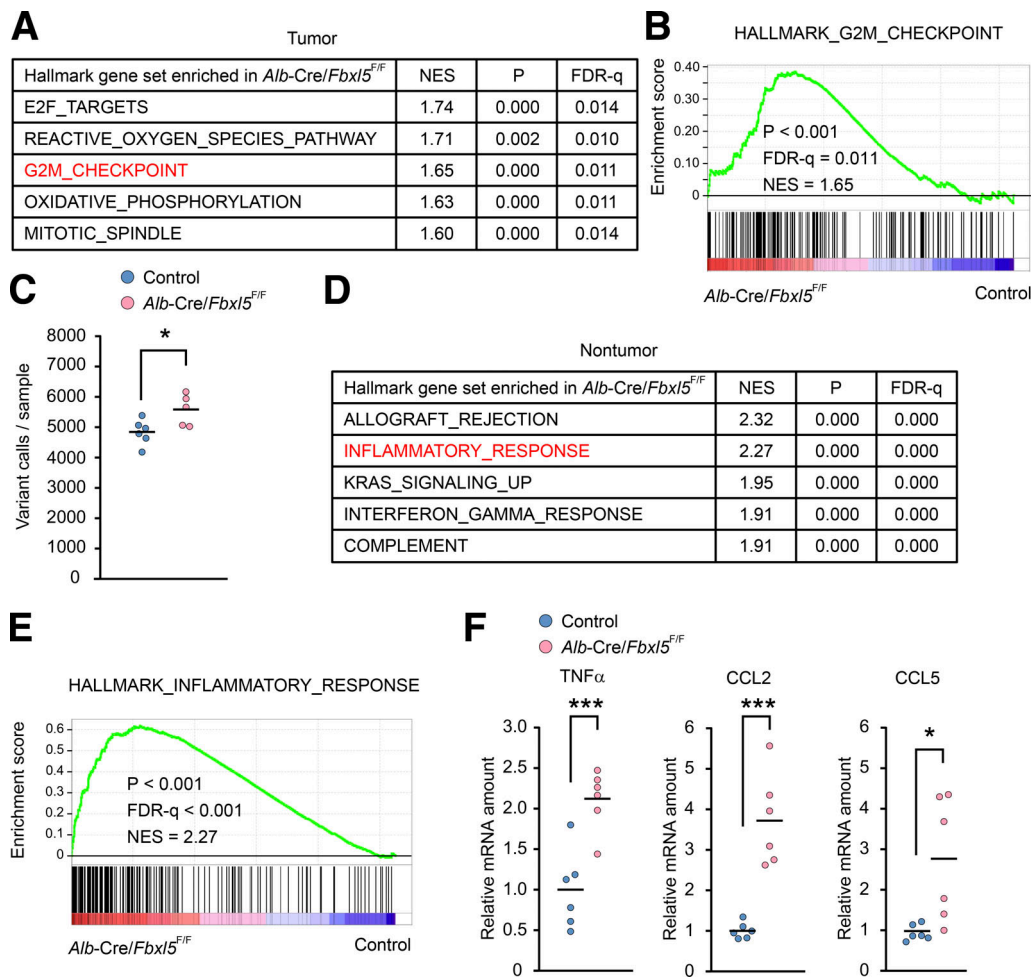 A
Tumor
Hallmark gene set enriched in Alb-Cre/Fbxl5F/F NES P FDR-q
E2F_TARGETS 1.74 0.000 0.014
REACTIVE_OXYGEN_SPECIES_PATHWAY 1.71 0.002 0.010
G2M_CHECKPOINT 1.65 0.000 0.011
OXIDATIVE_PHOSPHORYLATION 1.63 0.000 0.011
MITOTIC_SPINDLE 1.60 0.000 0.014
B
HALLMARK_G2M_CHECKPOINT
Enrichment score
0.40
0.30
0.20
0.10
0
P < 0.001
FDR-q = 0.011
NES = 1.65
Alb-Cre/Fbxl5F/F Control
C
Control
Alb-Cre/Fbxl5F/F
*
Variant calls / sample
8000
7000
6000
5000
4000
3000
2000
1000
0
D
Nontumor
Hallmark gene set enriched in Alb-Cre/Fbxl5F/F NES P FDR-q
ALLOGRAFT_REJECTION 2.32 0.000 0.000
INFLAMMATORY_RESPONSE 2.27 0.000 0.000
KRAS_SIGNALING_UP 1.95 0.000 0.000
INTERFERON_GAMMA_RESPONSE 1.91 0.000 0.000
COMPLEMENT 1.91 0.000 0.000
E
HALLMARK_INFLAMMATORY_RESPONSE
Enrichment score
0.6
0.5
0.4
0.3
0.2
0.1
0
P < 0.001
FDR-q < 0.001
NES = 2.27
Alb-Cre/Fbxl5F/F Control
F
Control
Alb-Cre/Fbxl5F/F
TNFα
***
Relative mRNA amount
3.0
2.5
2.0
1.5
1.0
0.5
0
CCL2
***
Relative mRNA amount
6
5
4
3
2
1
0
CCL5
*
Relative mRNA amount
6
5
4
3
2
1
0